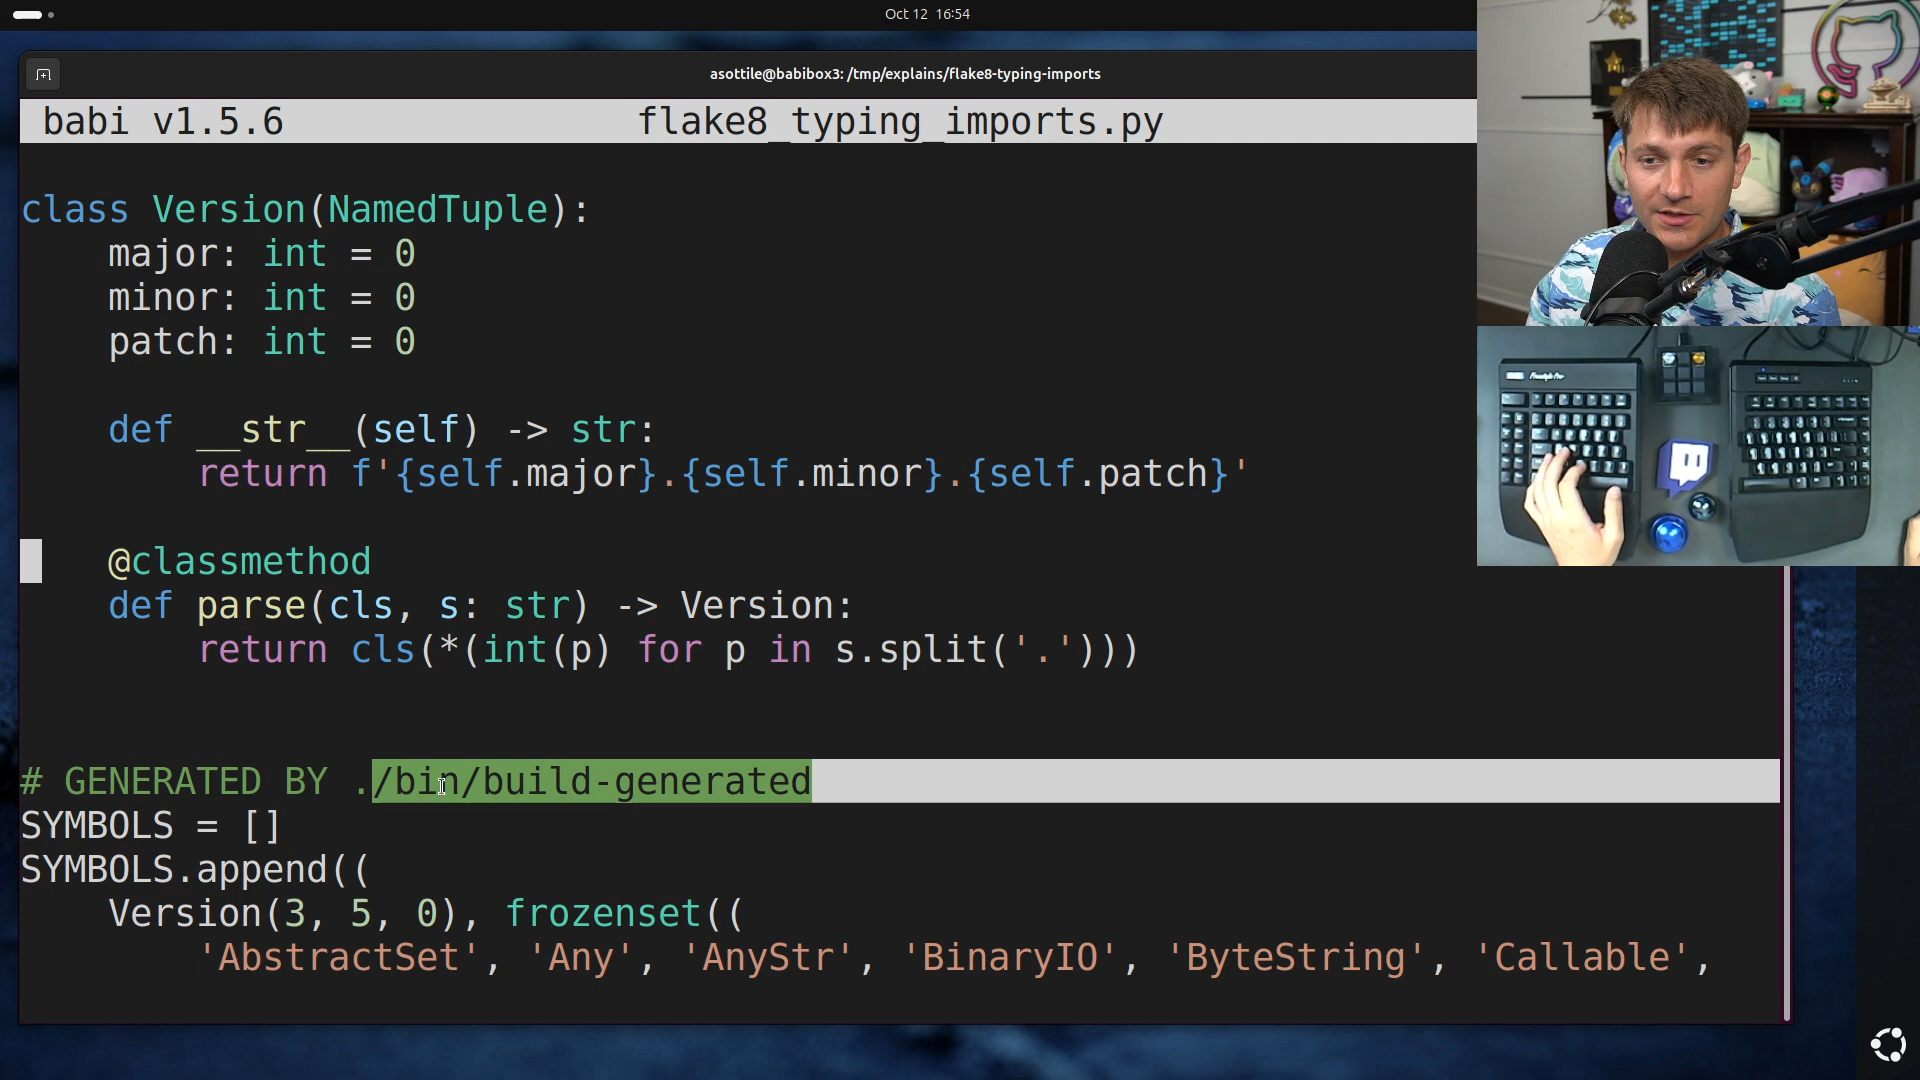 Oct 12 16:54
asottile@babibox3: /tmp/explains/flake8-typing-imports
babi v1.5.6 flake8_typing_imports.py
class Version(NamedTuple):
    major: int = 0
    minor: int = 0
    patch: int = 0
    def __str__(self) -> str:
        return f'{self.major}.{self.minor}.{self.patch}'
    @classmethod
    def parse(cls, s: str) -> Version:
        return cls(*(int(p) for p in s.split('.')))
# GENERATED BY ./bin/build-generated
SYMBOLS = []
SYMBOLS.append((
    Version(3, 5, 0), frozenset((
        'AbstractSet', 'Any', 'AnyStr', 'BinaryIO', 'ByteString', 'Callable',